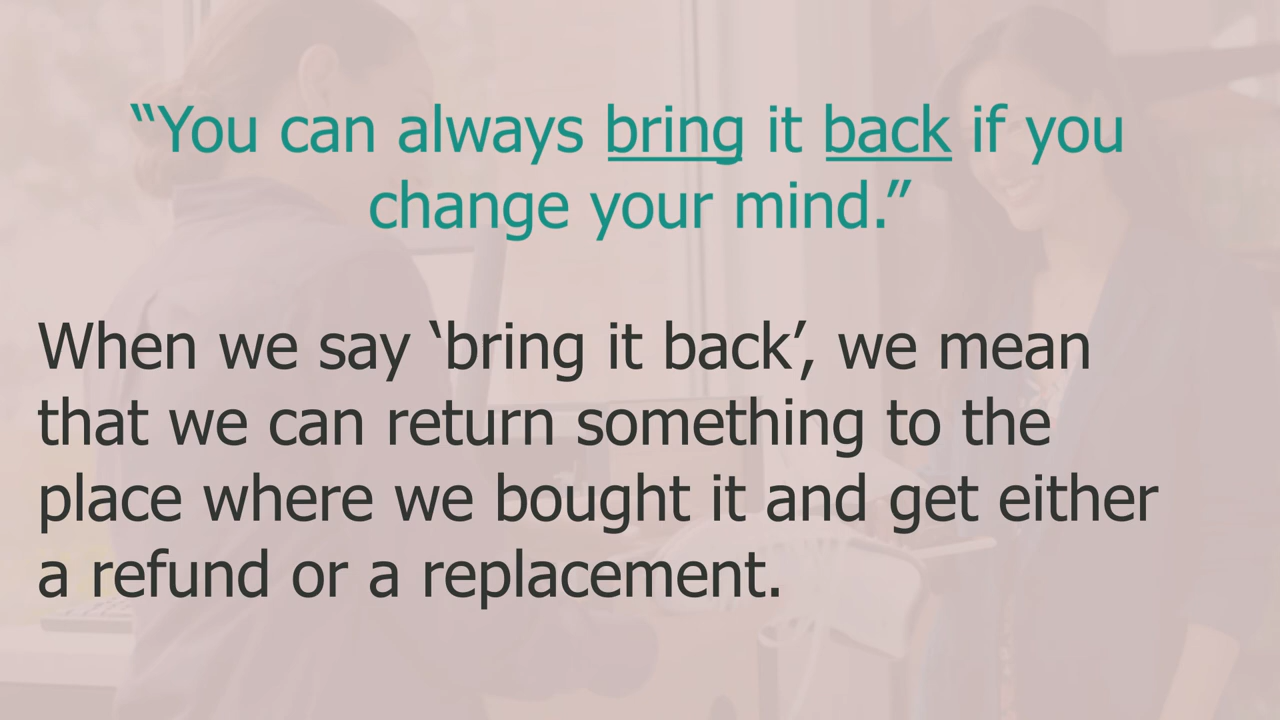 “You can always bring it back if you
change your mind.”
When we say ‘bring it back’, we mean
that we can return something to the
place where we bought it and get either
a refund or a replacement.